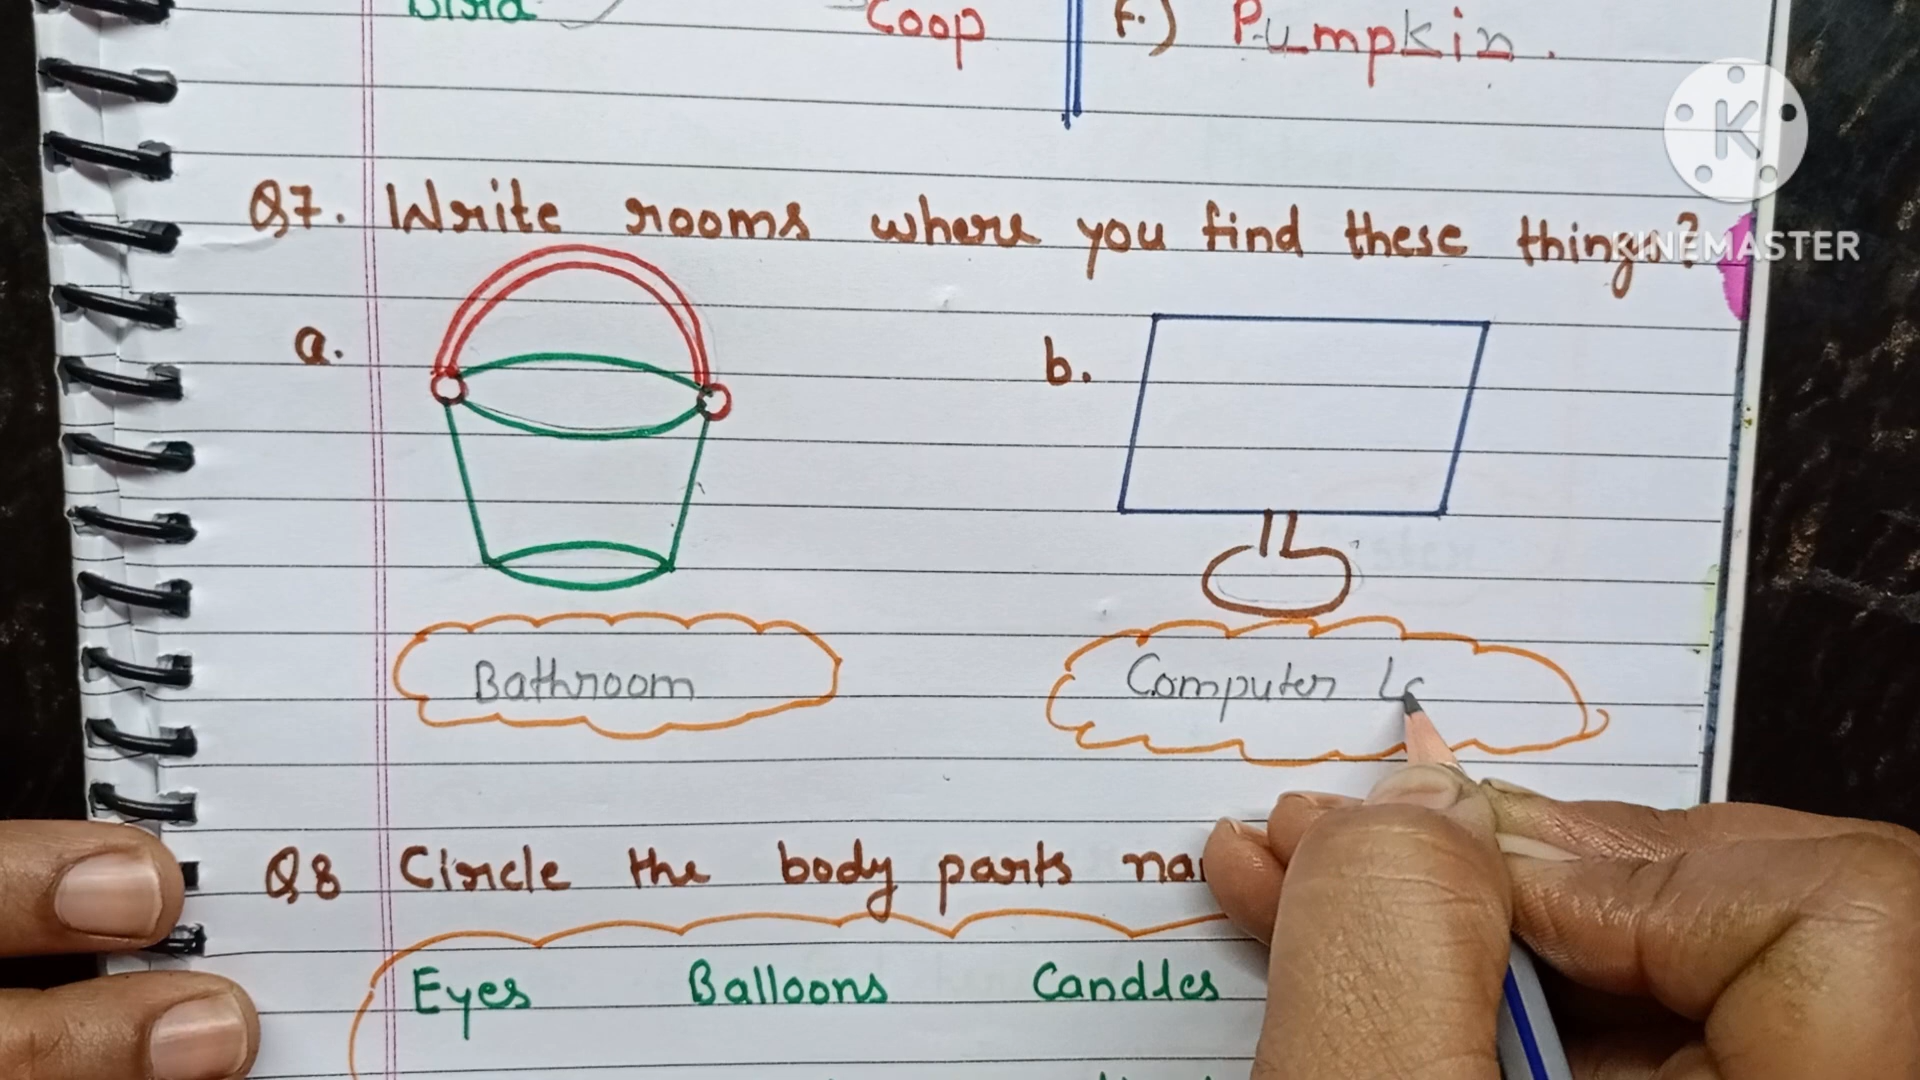 Bird Coop F.) Pumpkin.
K
KINEMASTER
Q7. Write rooms where you find these things?
a. b.
Bathroom Computer
Q8 Circle the body parts
Eyes Balloons Candles